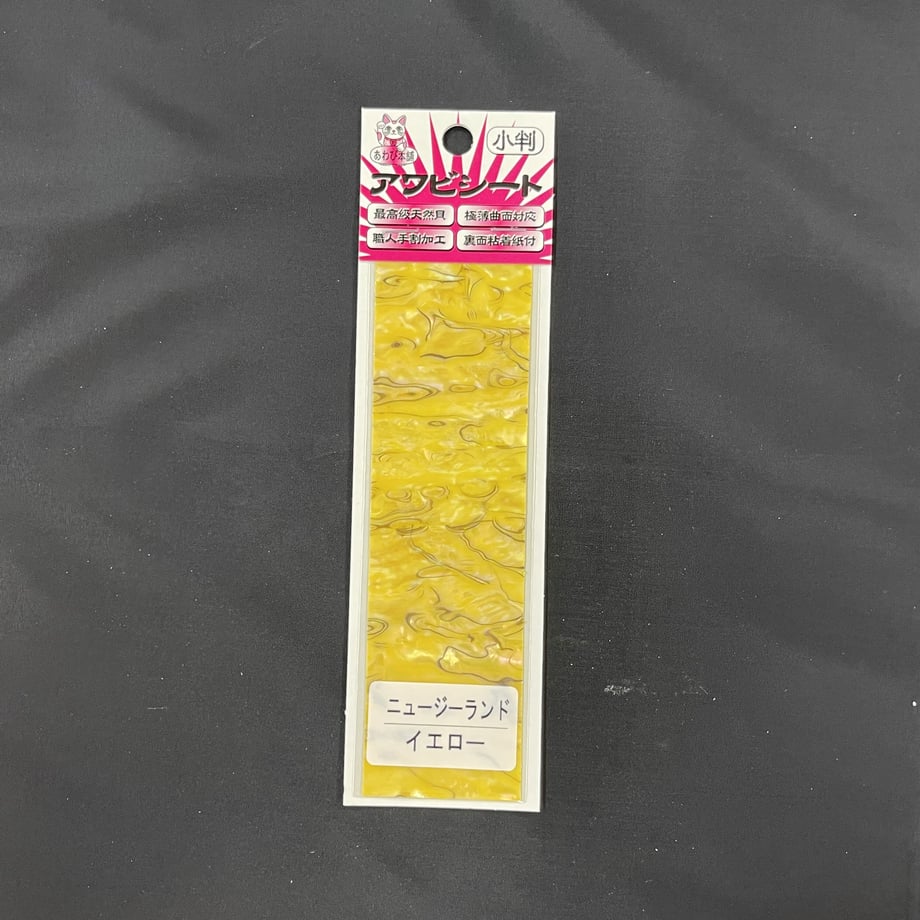 小判
あわび本舗
アワビシート
最高級天然貝
極薄曲面対応
職人手割加工
裏面粘着紙付
ニュージーランド
イエロー